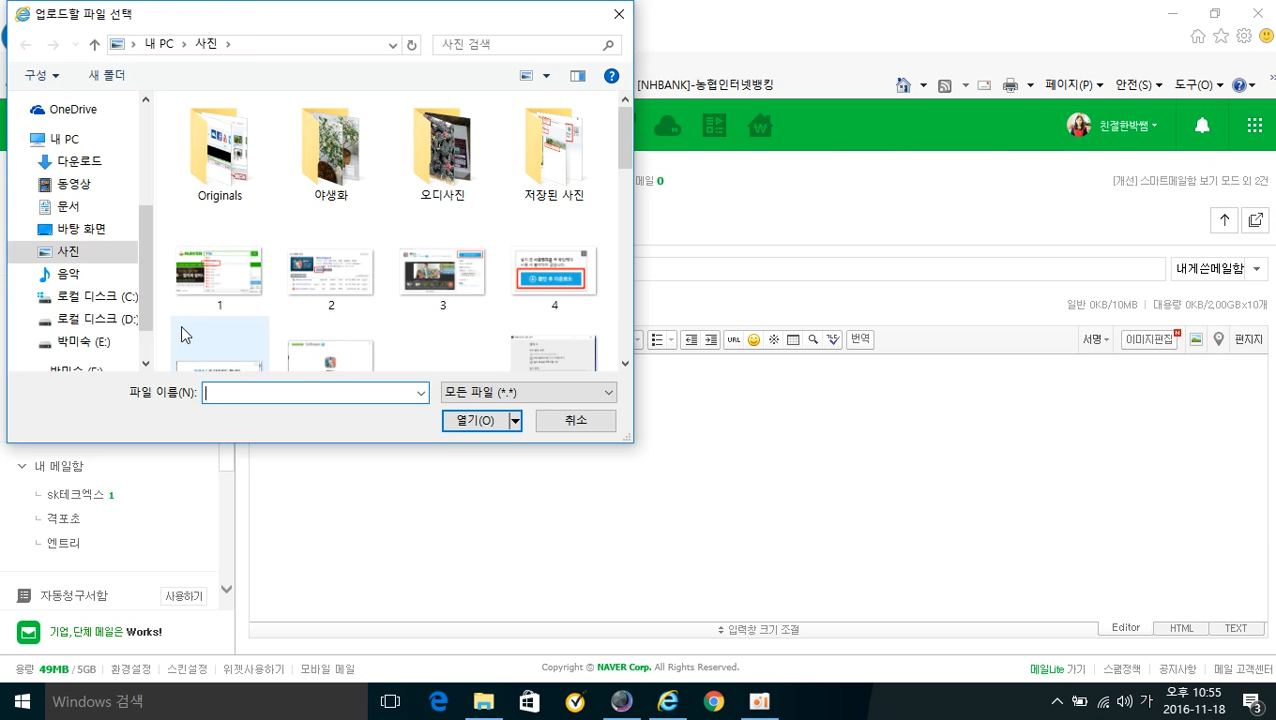 업로드할 파일 선택
내 PC
사진
사진 검색
구성
새 폴더
[NHBANK]-농협인터넷뱅킹
페이지(P)
안전(S)
도구(O)
친절한박쌤
OneDrive
내 PC
다운로드
동영상
문서
바탕 화면
사진
음악
로컬 디스크 (C:)
로컬 디스크 (D:)
박미숙 (E:)
Originals
야생화
오디사진
저장된 사진
1
2
3
4
메일 0
[개선] 스마트메일함 보기 모드 외 2건
내게쓴메일함
일반 0KB/10MB | 대용량 0KB/2.00GB×10개
URL
번역
서명
이미지편집
N
편지지
파일 이름(N):
모든 파일 (*.*)
열기(O)
취소
내 메일함
sk테크엑스 1
격포초
엔트리
자동청구서함
사용하기
기업,단체 메일은 Works!
입력창 크기 조절
Editor
HTML
TEXT
용량 49MB / 5GB
환경설정
스킨설정
위젯사용하기
모바일 메일
Copyright © NAVER Corp. All Rights Reserved.
메일Lite 가기
스팸정책
공지사항
메일 고객센터
Windows 검색
가
오후 10:55
2016-11-18
3